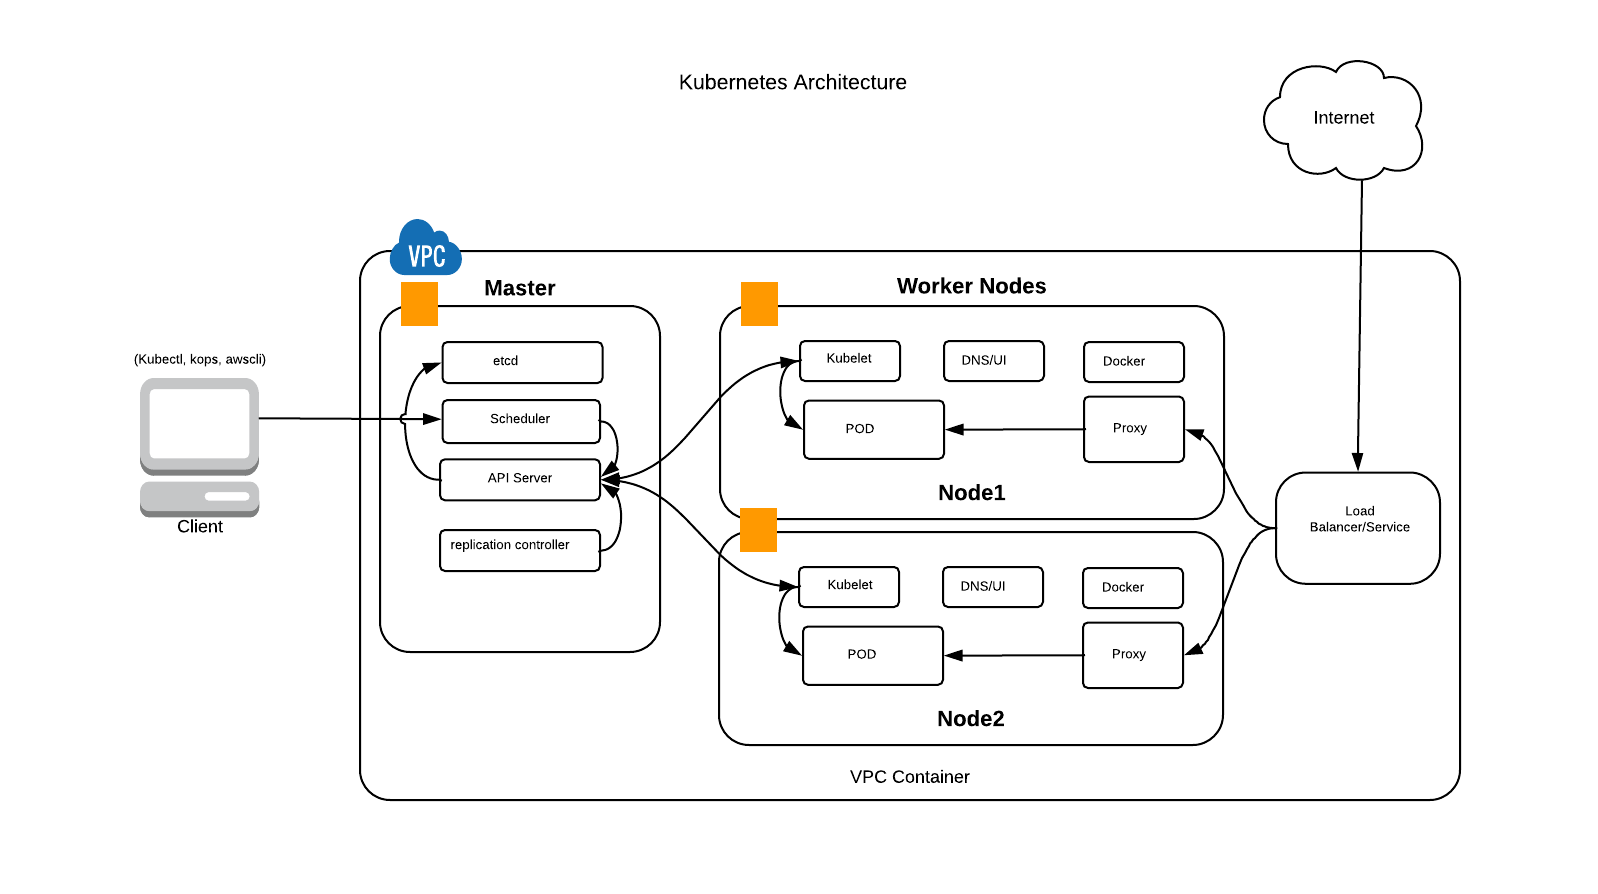 Kubernetes Architecture
Internet
VPC
Master
Worker Nodes
(Kubectl, kops, awscli)
Client
etcd
Scheduler
API Server
replication controller
Kubelet
DNS/UI
Docker
POD
Proxy
Node1
Kubelet
DNS/UI
Docker
POD
Proxy
Node2
Load
Balancer/Service
VPC Container